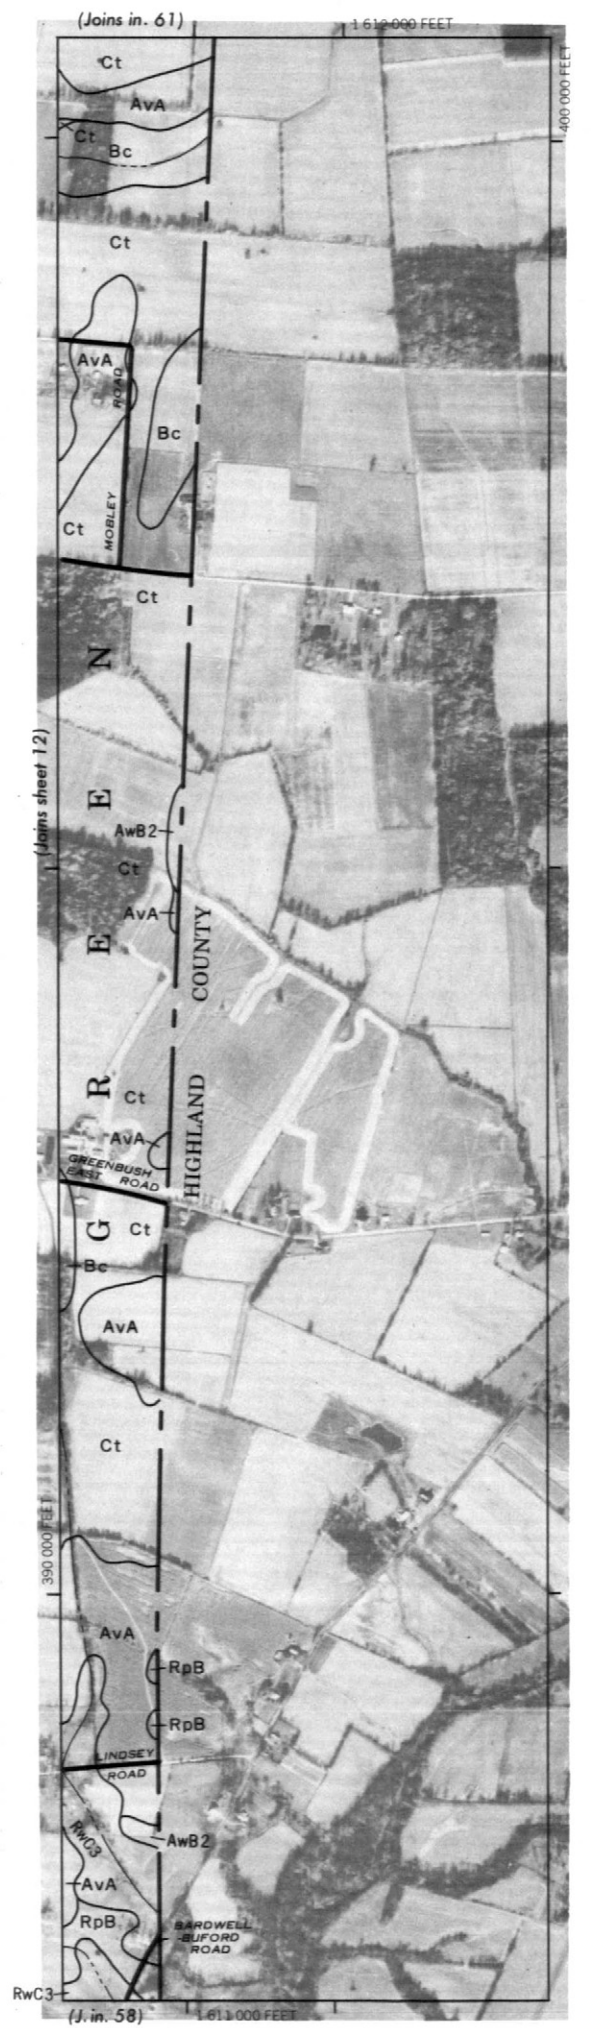 (Joins in. 61)
1 612 000 FEET
400 000 FEET
Ct
AvA
Ct
Bc
Ct
AvA
ROAD
Bc
MOBLEY
Ct
Ct
(Joins sheet 12)
AwB2
Ct
AvA
GREENE
HIGHLAND COUNTY
Ct
AvA
GREENBUSH
EAST ROAD
Ct
Bc
AvA
Ct
390 000 FEET
AvA
RpB
RpB
LINDSEY
ROAD
RwC3
AwB2
AvA
RpB
BARDWELL
-BUFORD
ROAD
RwC3
(J. in. 58)
1 611 000 FEET